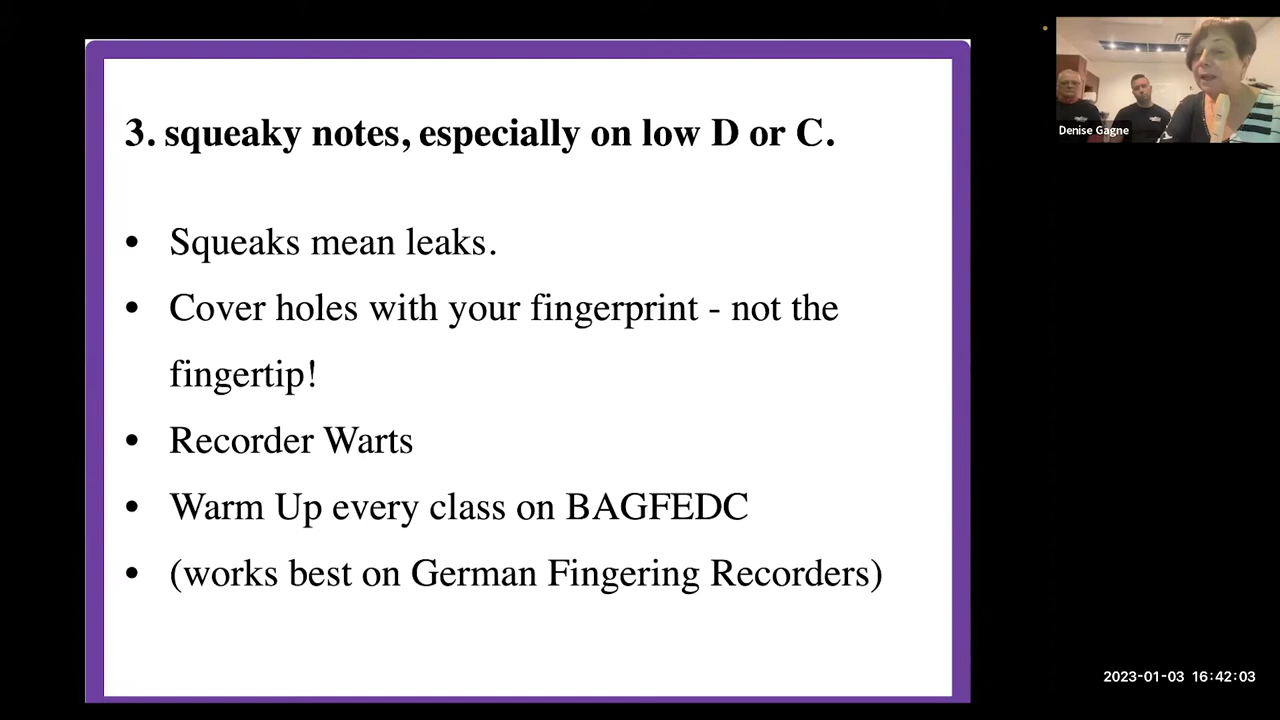 3. squeaky notes, especially on low D or C.
• Squeaks mean leaks.
• Cover holes with your fingerprint - not the
fingertip!
• Recorder Warts
• Warm Up every class on BAGFEDC
• (works best on German Fingering Recorders)
Denise Gagne
2023-01-03 16:42:03